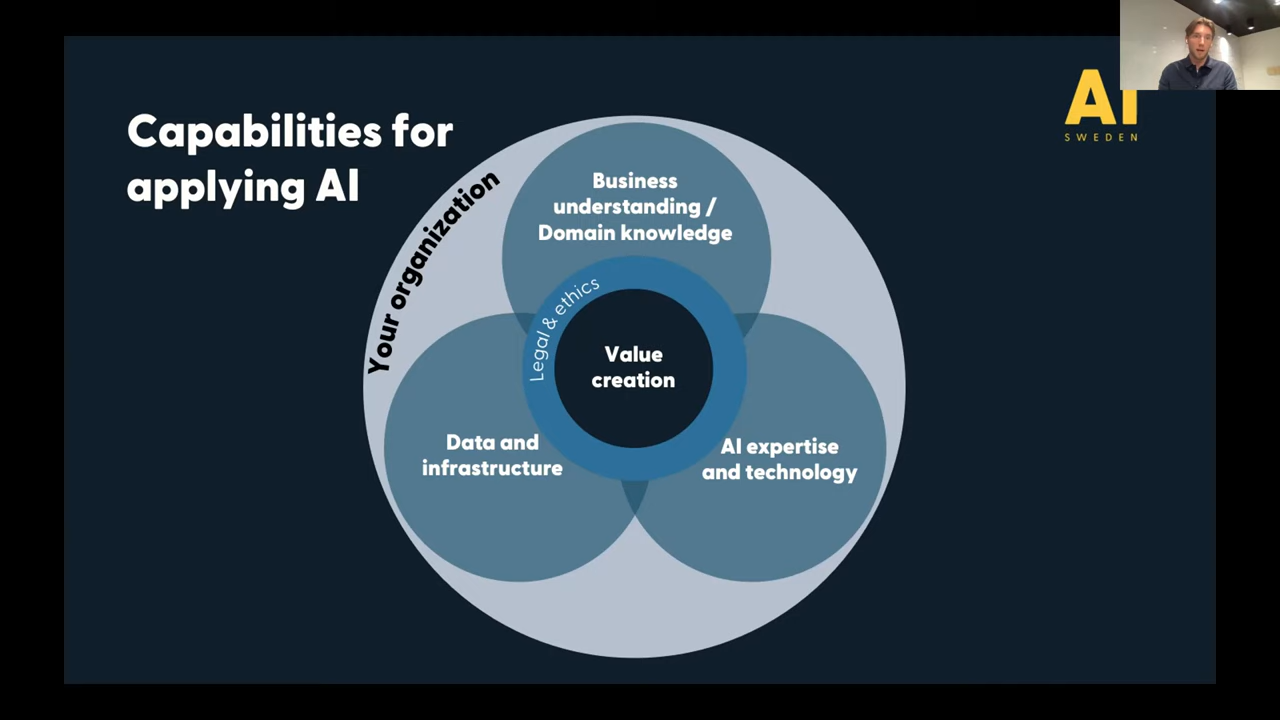 Capabilities for
applying AI
AI
SWEDEN
Your organization
Business
understanding /
Domain knowledge
Legal & ethics
Value
creation
Data and
infrastructure
AI expertise
and technology